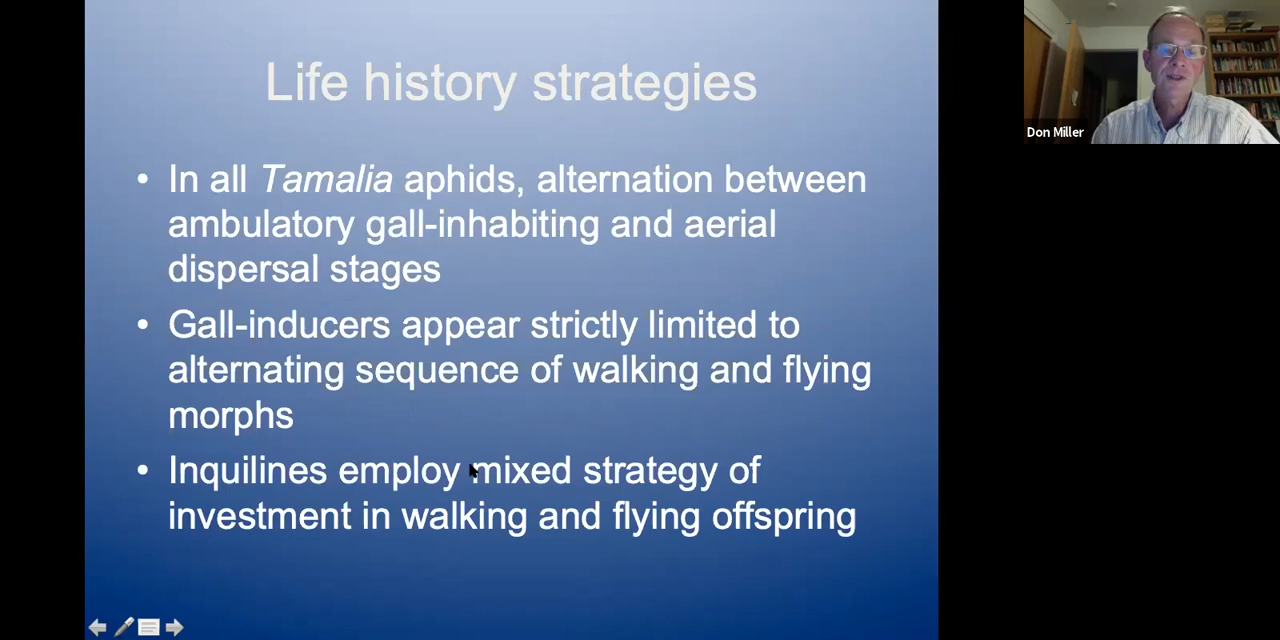 Life history strategies
• In all Tamalia aphids, alternation between
ambulatory gall-inhabiting and aerial
dispersal stages
• Gall-inducers appear strictly limited to
alternating sequence of walking and flying
morphs
• Inquilines employ mixed strategy of
investment in walking and flying offspring
Don Miller